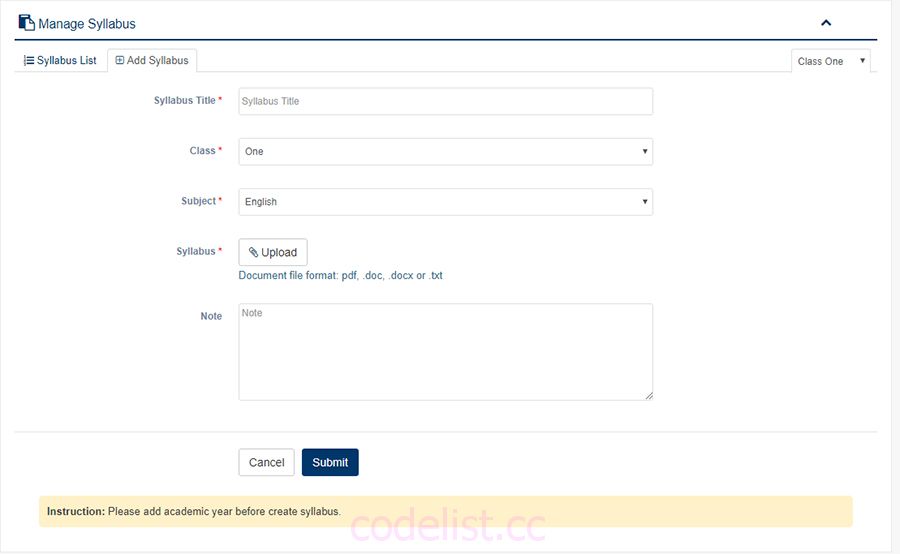 Manage Syllabus
Syllabus List
Add Syllabus
Class One
Syllabus Title *
Syllabus Title
Class *
One
Subject *
English
Syllabus *
Upload
Document file format: pdf, .doc, .docx or .txt
Note
Note
Cancel
Submit
Instruction: Please add academic year before create syllabus.
codelist.cc